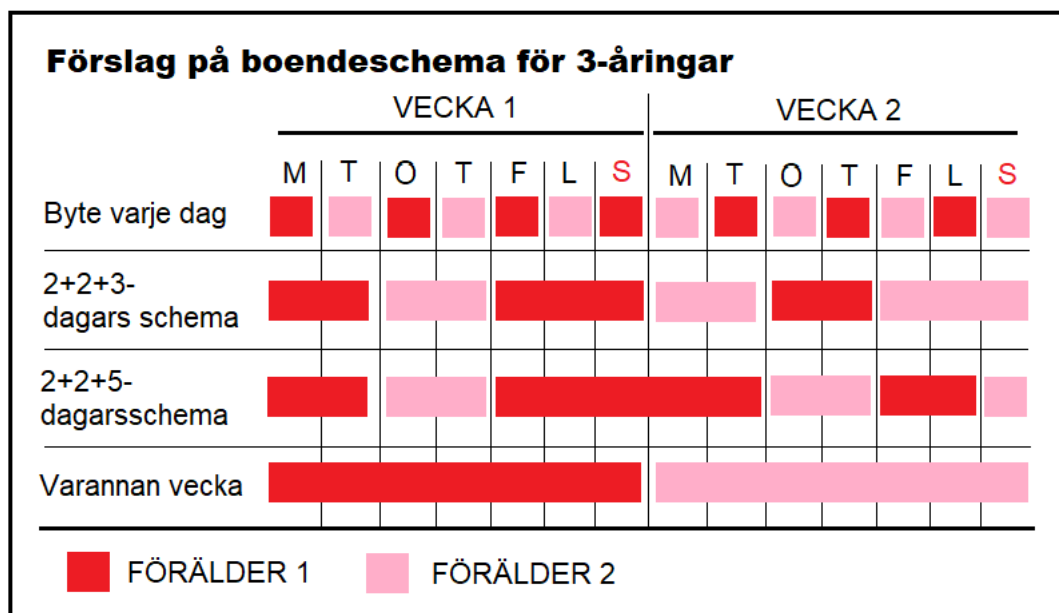 Förslag på boendeschema för 3-åringar
VECKA 1 VECKA 2
M T O T F L S M T O T F L S
Byte varje dag
2+2+3-
dagars schema
2+2+5-
dagarsschema
Varannan vecka
FÖRÄLDER 1 FÖRÄLDER 2